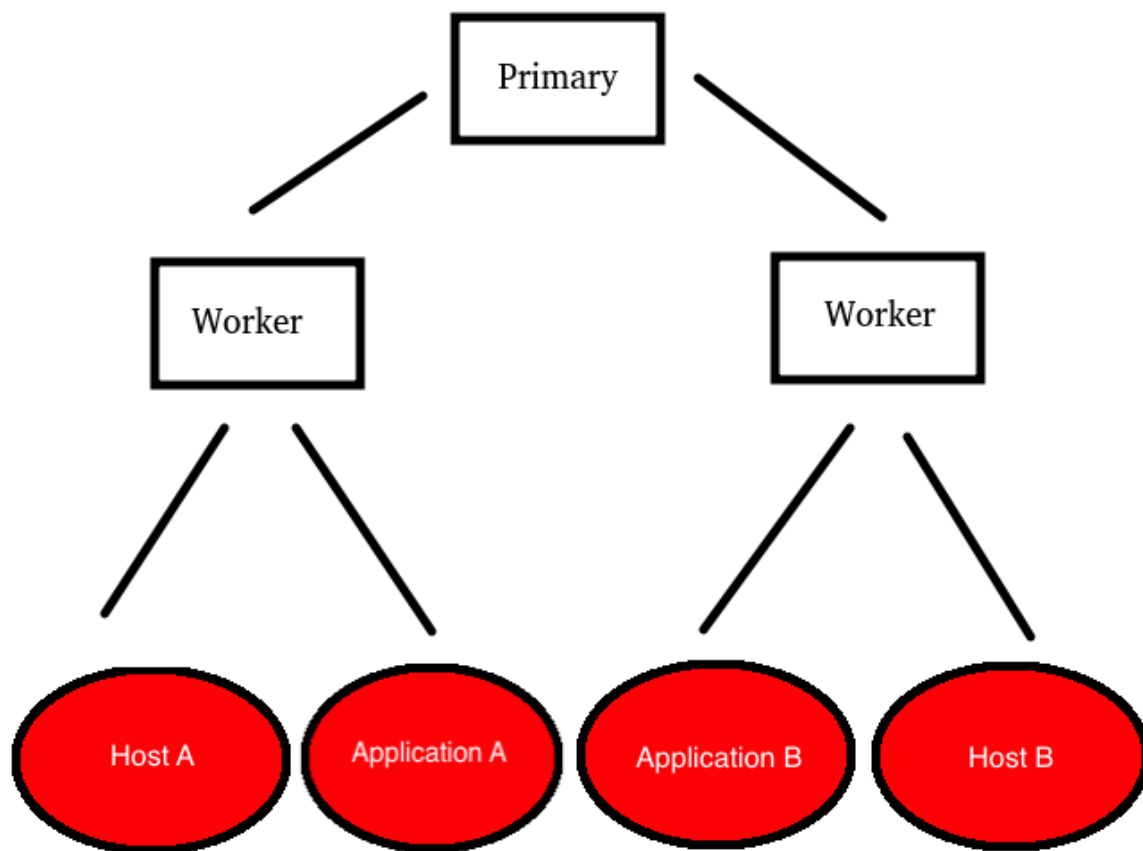 Primary
Worker
Worker
Host A
Application A
Application B
Host B